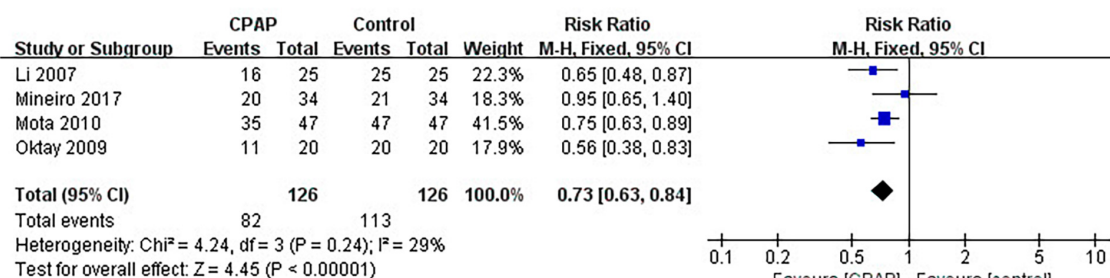 CPAP Control Risk Ratio Risk Ratio
Study or Subgroup Events Total Events Total Weight M-H, Fixed, 95% CI M-H, Fixed, 95% CI
Li 2007 16 25 25 25 22.3% 0.65 [0.48, 0.87]
Mineiro 2017 20 34 21 34 18.3% 0.95 [0.65, 1.40]
Mota 2010 35 47 47 47 41.5% 0.75 [0.63, 0.89]
Oktay 2009 11 20 20 20 17.9% 0.56 [0.38, 0.83]
Total (95% CI) 126 126 100.0% 0.73 [0.63, 0.84]
Total events 82 113
Heterogeneity: Chi² = 4.24, df = 3 (P = 0.24); I² = 29%
Test for overall effect: Z = 4.45 (P < 0.00001)
0.1 0.2 0.5 1 2 5 10
Favours [CPAP] Favours [control]